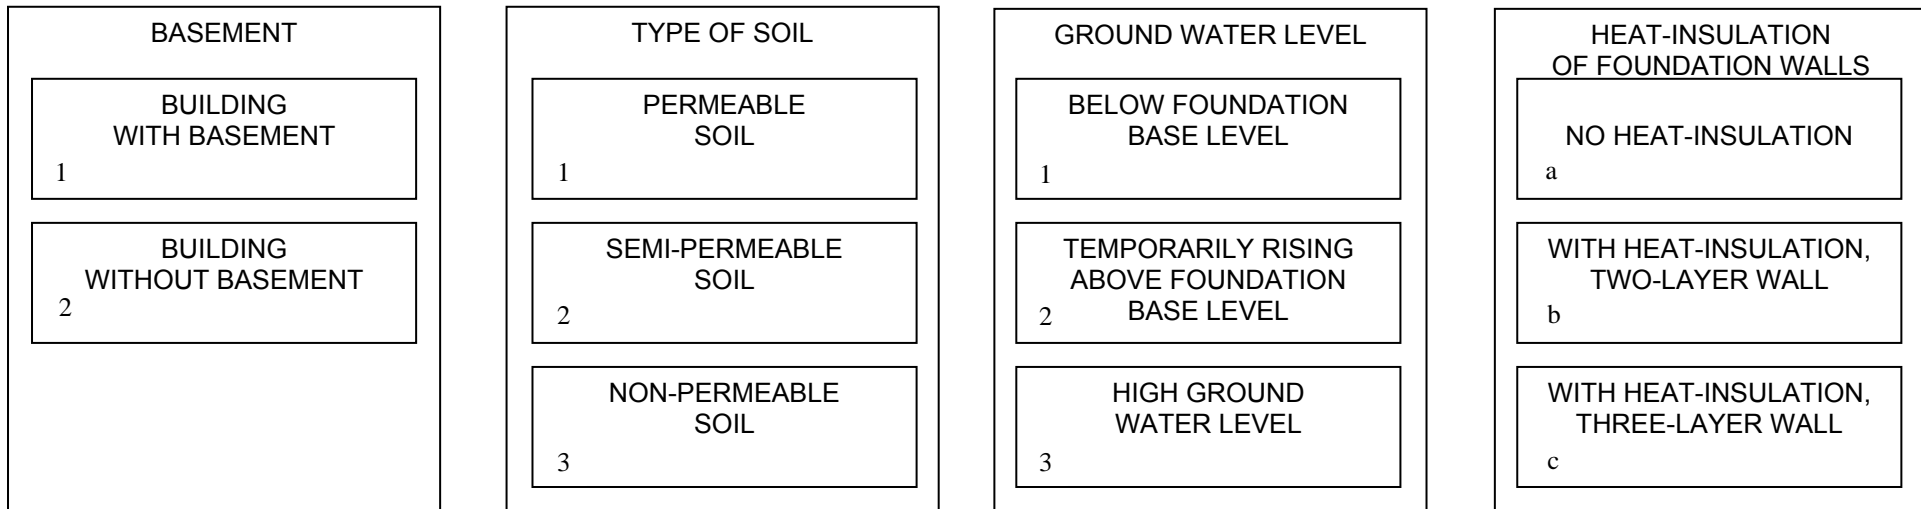 BASEMENT
BUILDING
WITH BASEMENT
1
BUILDING
WITHOUT BASEMENT
2
TYPE OF SOIL
PERMEABLE
SOIL
1
SEMI-PERMEABLE
SOIL
2
NON-PERMEABLE
SOIL
3
GROUND WATER LEVEL
BELOW FOUNDATION
BASE LEVEL
1
TEMPORARILY RISING
ABOVE FOUNDATION
BASE LEVEL
2
HIGH GROUND
WATER LEVEL
3
HEAT-INSULATION
OF FOUNDATION WALLS
NO HEAT-INSULATION
a
WITH HEAT-INSULATION,
TWO-LAYER WALL
b
WITH HEAT-INSULATION,
THREE-LAYER WALL
c